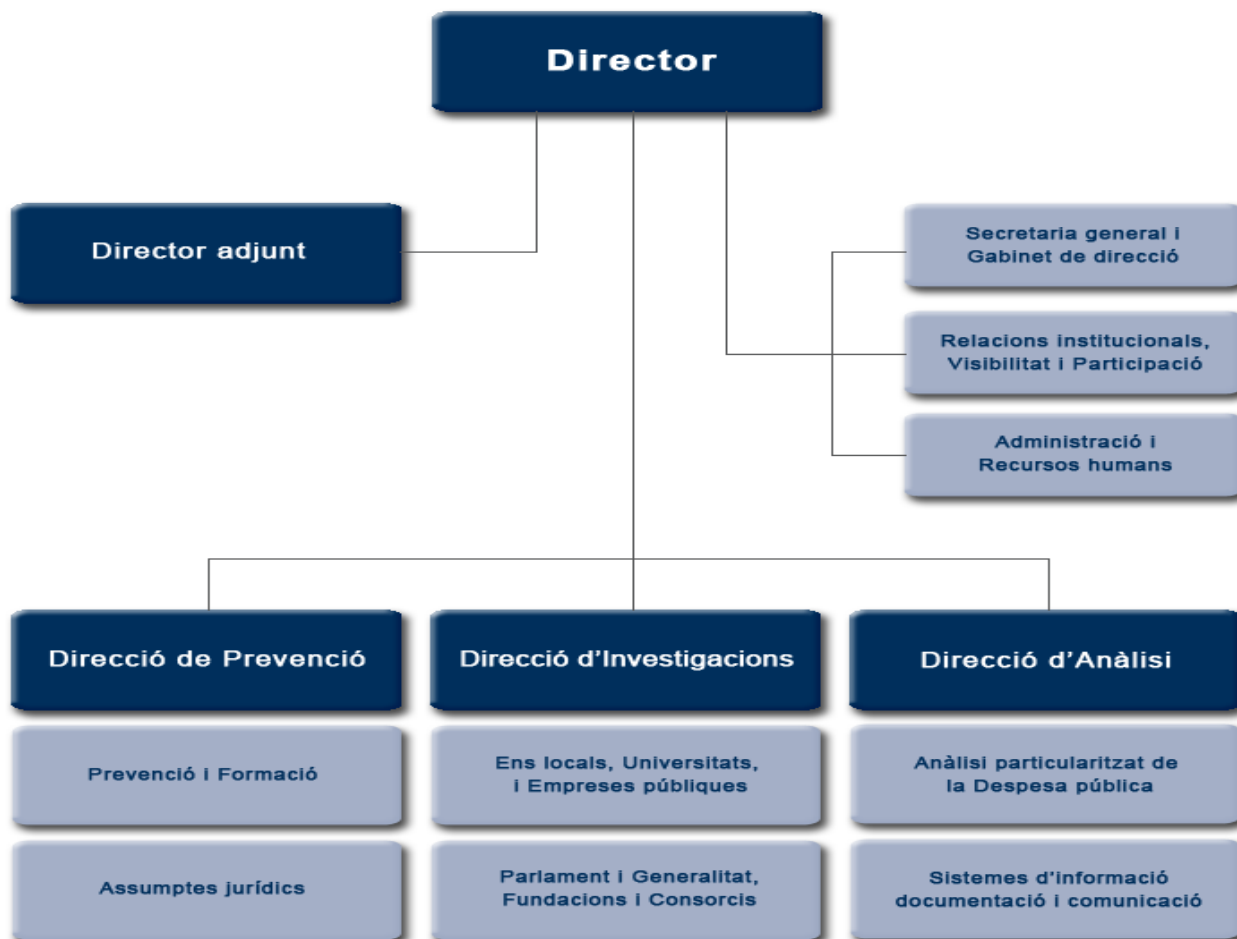 Director
Director adjunt
Secretaria general i
Gabinet de direcció
Relacions institucionals,
Visibilitat i Participació
Administració i
Recursos humans
Direcció de Prevenció
Direcció d'Investigacions
Direcció d'Anàlisi
Prevenció i Formació
Ens locals, Universitats,
i Empreses públiques
Anàlisi particularitzat de
la Despesa pública
Assumptes jurídics
Parlament i Generalitat,
Fundacions i Consorcis
Sistemes d'informació
documentació i comunicació